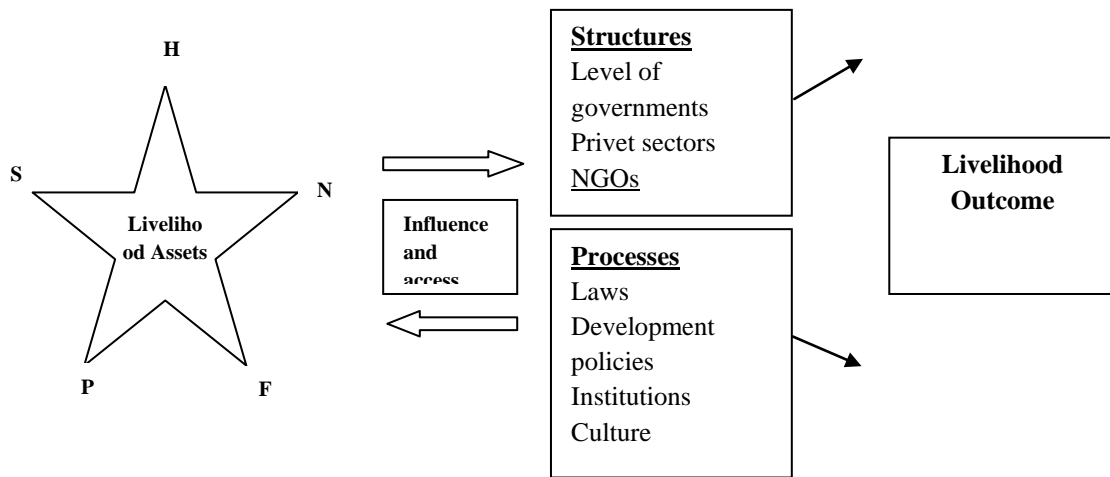 H
S
N
Liveliho
od Assets
P
F
Influence
and
access
Structures
Level of
governments
Privet sectors
NGOs
Processes
Laws
Development
policies
Institutions
Culture
Livelihood
Outcome